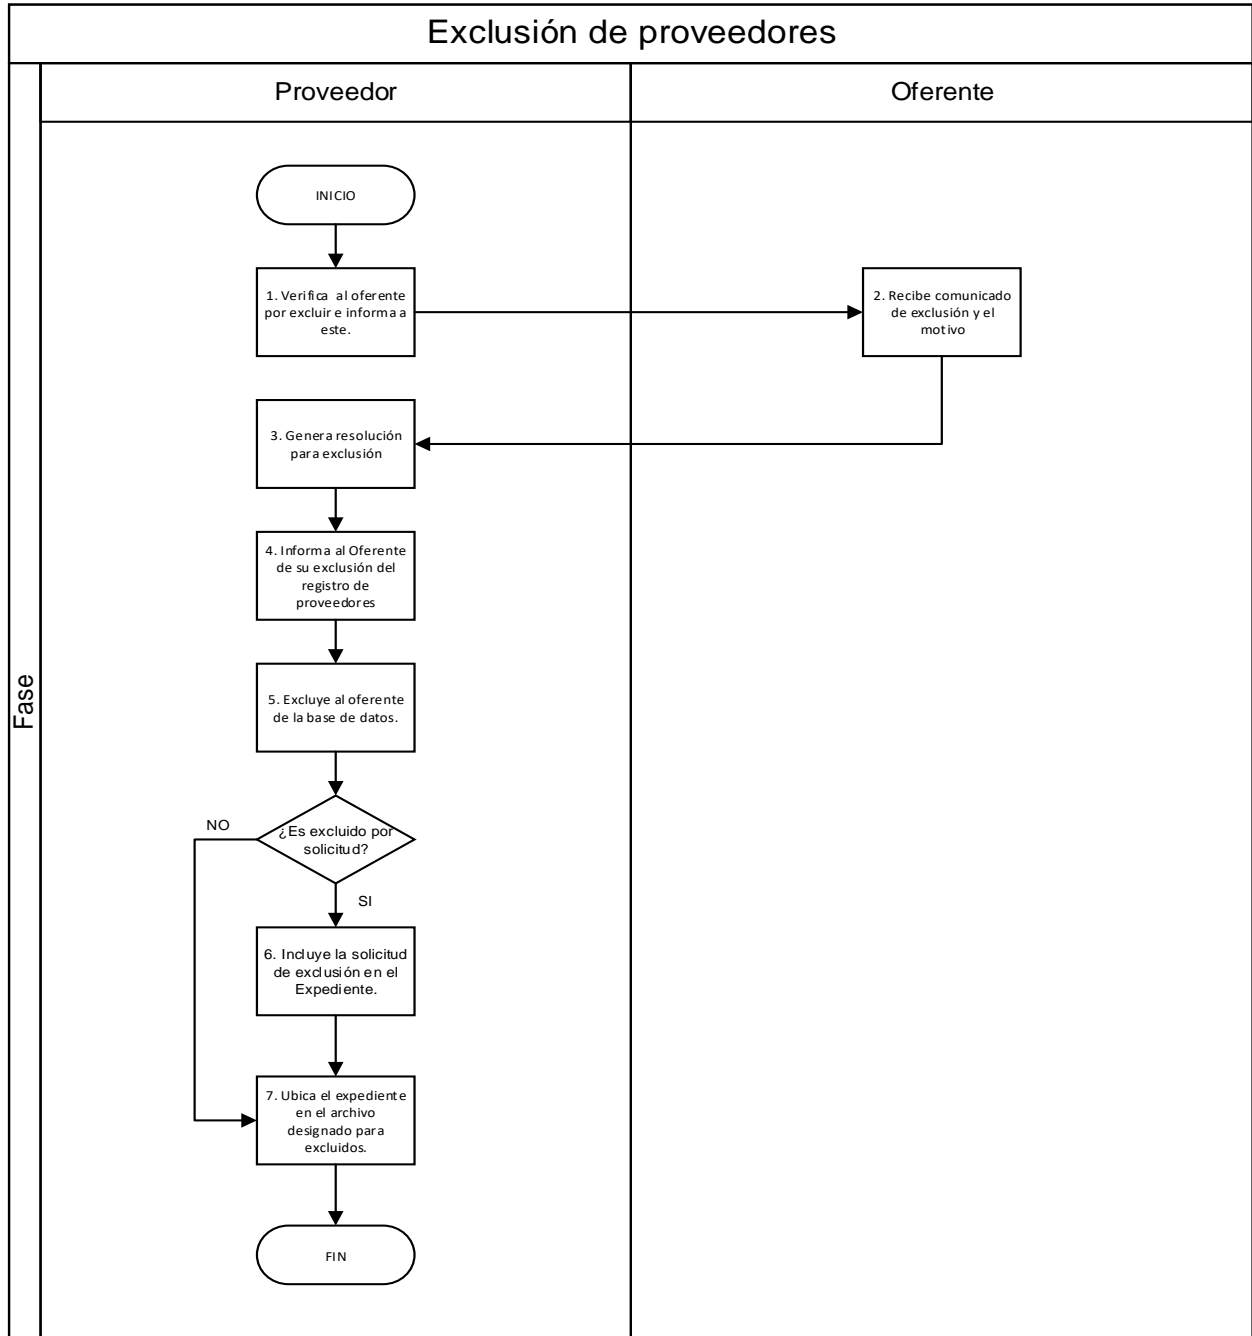 Exclusión de proveedores
Proveedor
Oferente
Fase
INICIO
1. Verifica al oferente
por excluir e informa a
este.
2. Recibe comunicado
de exclusión y el
motivo
3. Genera resolución
para exclusión
4. Informa al Oferente
de su exclusión del
registro de
proveedores
5. Excluye al oferente
de la base de datos.
¿Es excluido por
solicitud?
NO
SI
6. Incluye la solicitud
de exclusión en el
Expediente.
7. Ubica el expediente
en el archivo
designado para
excluidos.
FIN